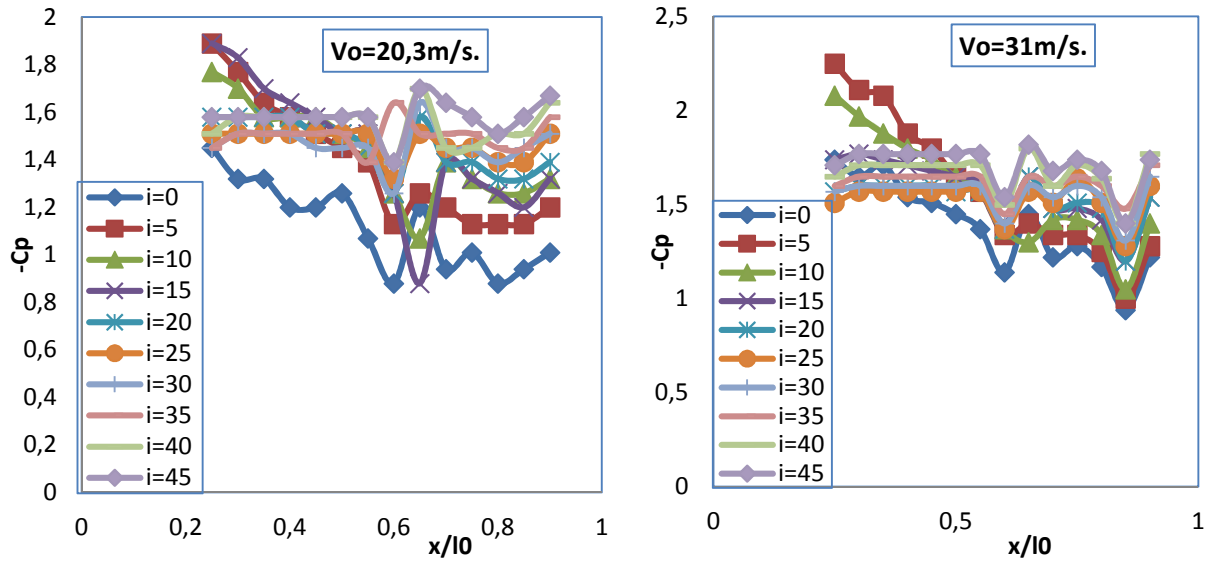 Vo=20,3m/s.
-Cp
2
1,8
1,6
1,4
1,2
1
0,8
0,6
0,4
0,2
0
i=0
i=5
i=10
i=15
i=20
i=25
i=30
i=35
i=40
i=45
0 0,2 0,4 0,6 0,8 1
x/l0
Vo=31m/s.
-Cp
2,5
2
1,5
1
0,5
0
i=0
i=5
i=10
i=15
i=20
i=25
i=30
i=35
i=40
i=45
0 0,5 1
x/l0